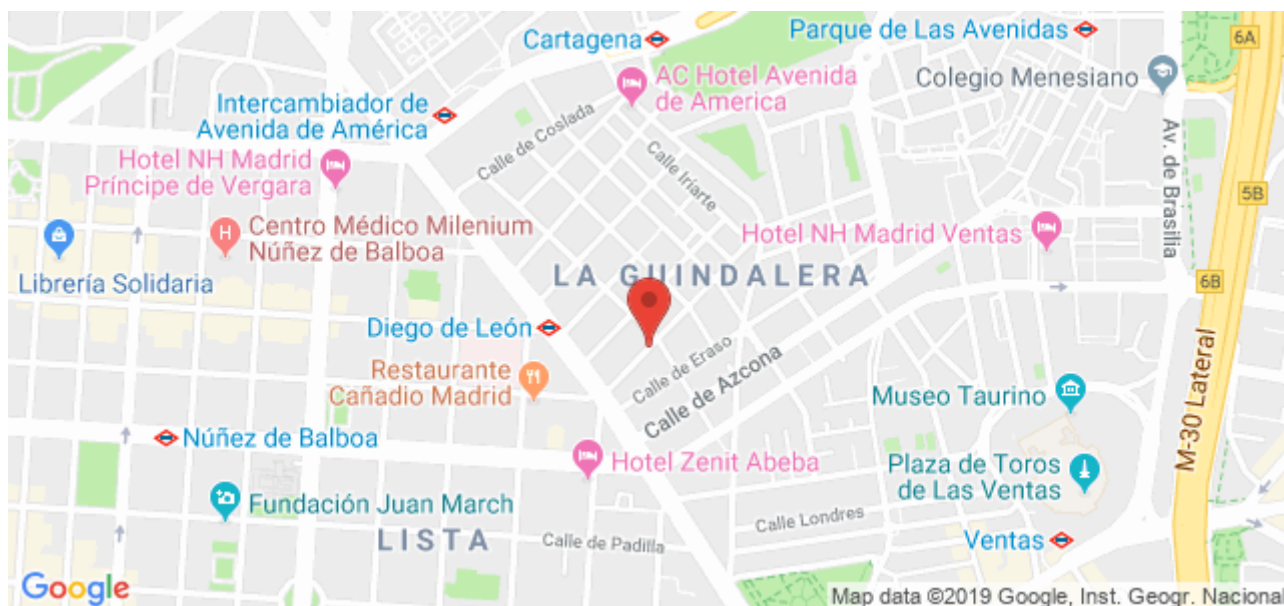 Cartagena
Parque de Las Avenidas
6A
AC Hotel Avenida
de America
Colegio Menesiano
Intercambiador de
Avenida de América
Calle de Coslada
Av. de Brasilia
Hotel NH Madrid
Príncipe de Vergara
Calle Iriarte
5B
H
Centro Médico Milenium
Núñez de Balboa
Hotel NH Madrid Ventas
Librería Solidaria
LA GUINDALERA
6B
Diego de León
Calle de Eraso
Calle de Azcona
Restaurante
Cañadio Madrid
Museo Taurino
M-30 Lateral
Núñez de Balboa
Hotel Zenit Abeba
Plaza de Toros
de Las Ventas
Fundación Juan March
Calle Londres
LISTA
Calle de Padilla
Ventas
Google
Map data ©2019 Google, Inst. Geogr. Naciona